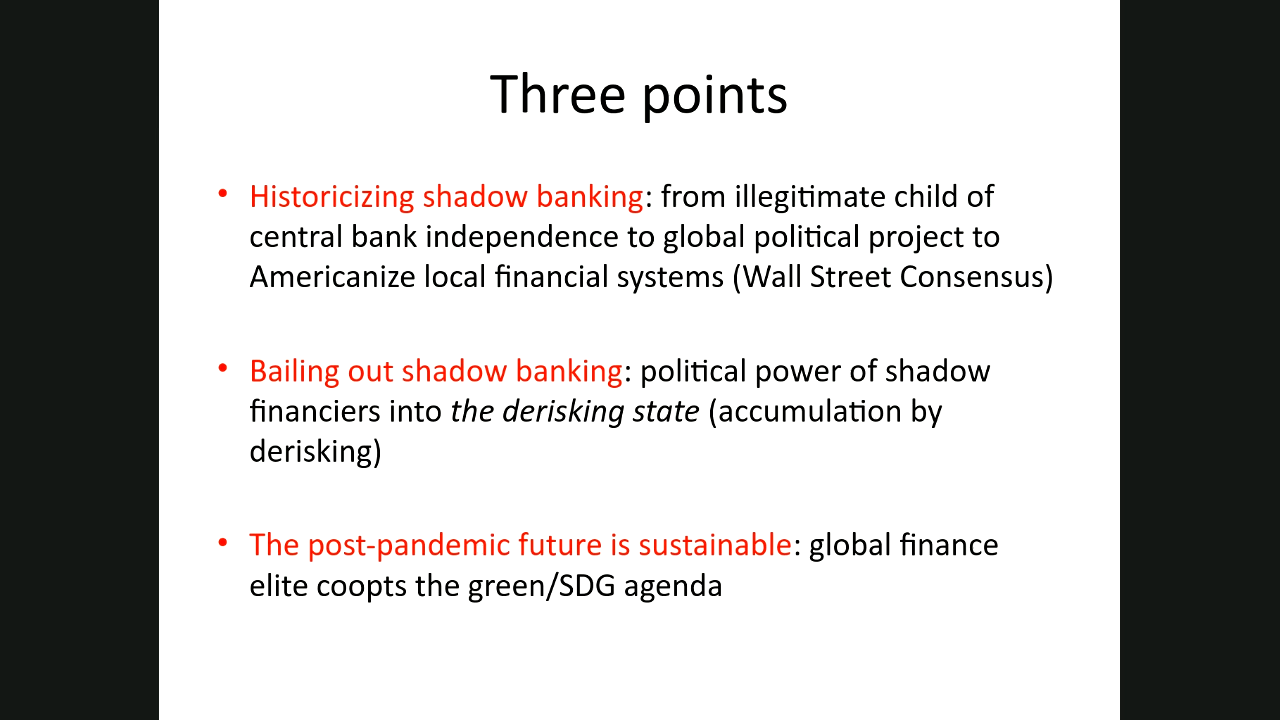 Three points
• Historicizing shadow banking: from illegitimate child of
central bank independence to global political project to
Americanize local financial systems (Wall Street Consensus)
• Bailing out shadow banking: political power of shadow
financiers into the derisking state (accumulation by
derisking)
• The post-pandemic future is sustainable: global finance
elite coopts the green/SDG agenda